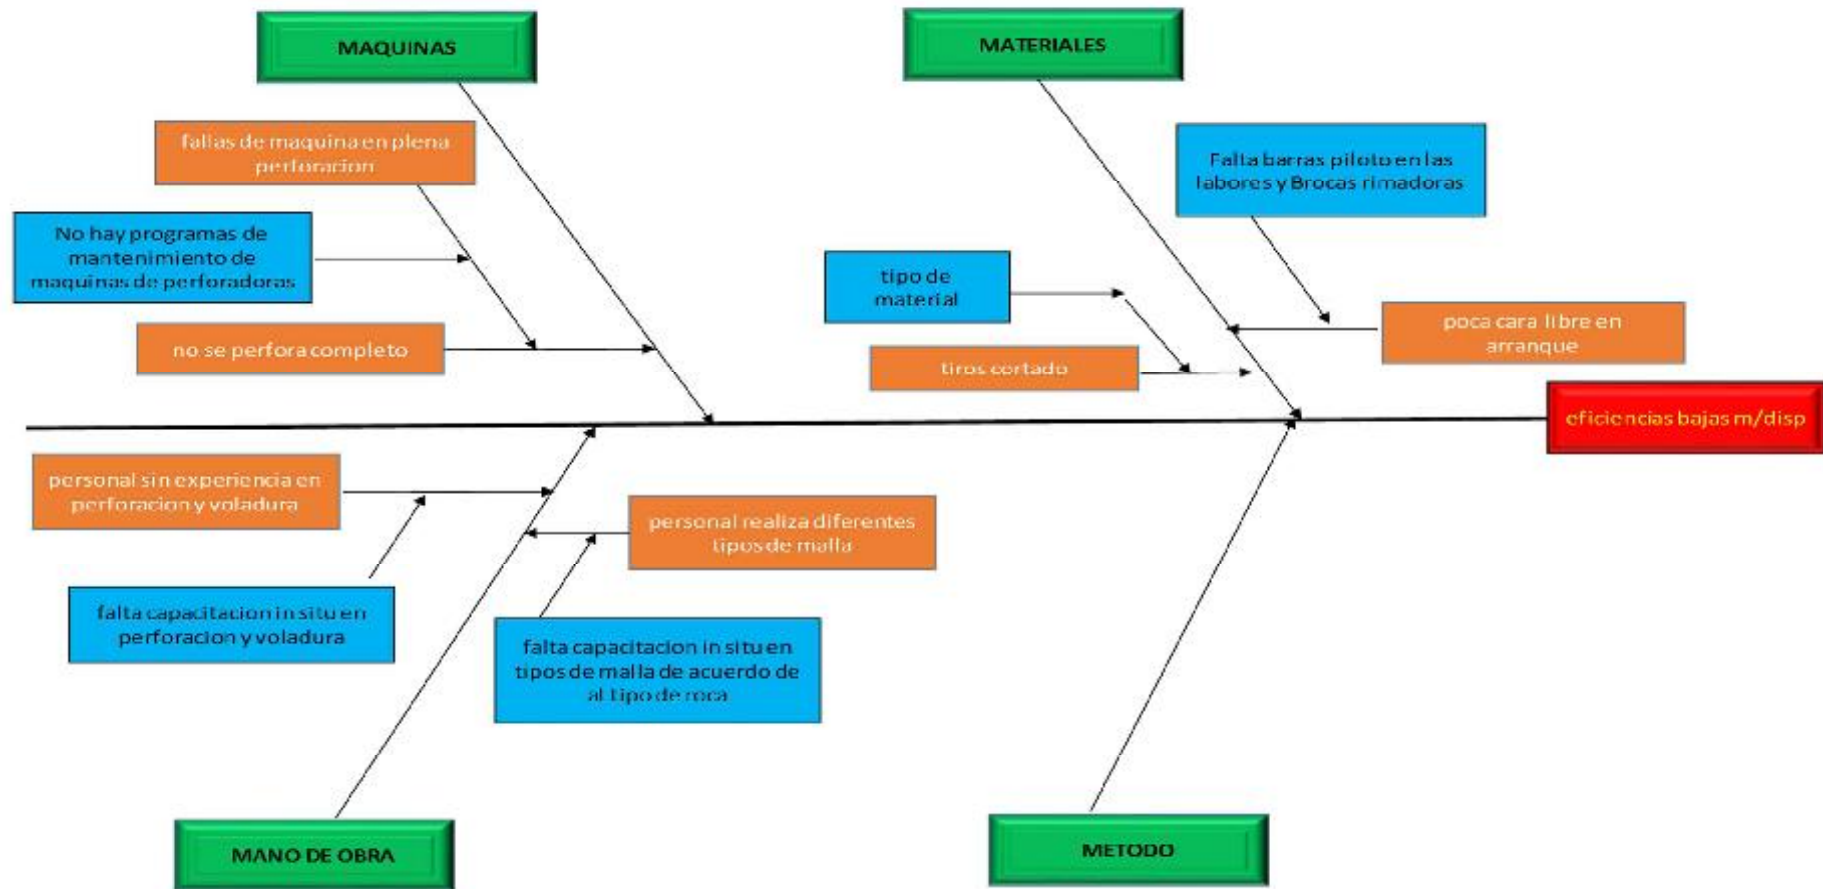 MAQUINAS
MATERIALES
fallas de maquina en plena
perforacion
Falta barras piloto en las
labores y Brocas rimadoras
No hay programas de
mantenimiento de
maquinas de perforadoras
tipo de
material
no se perfora completo
poca cara libre en
arranque
tiros cortado
eficiencias bajas m/disp
personal sin experiencia en
perforacion y voladura
personal realiza diferentes
tipos de malla
falta capacitacion in situ en
perforacion y voladura
falta capacitacion in situ en
tipos de malla de acuerdo de
al tipo de roca
MANO DE OBRA
METODO